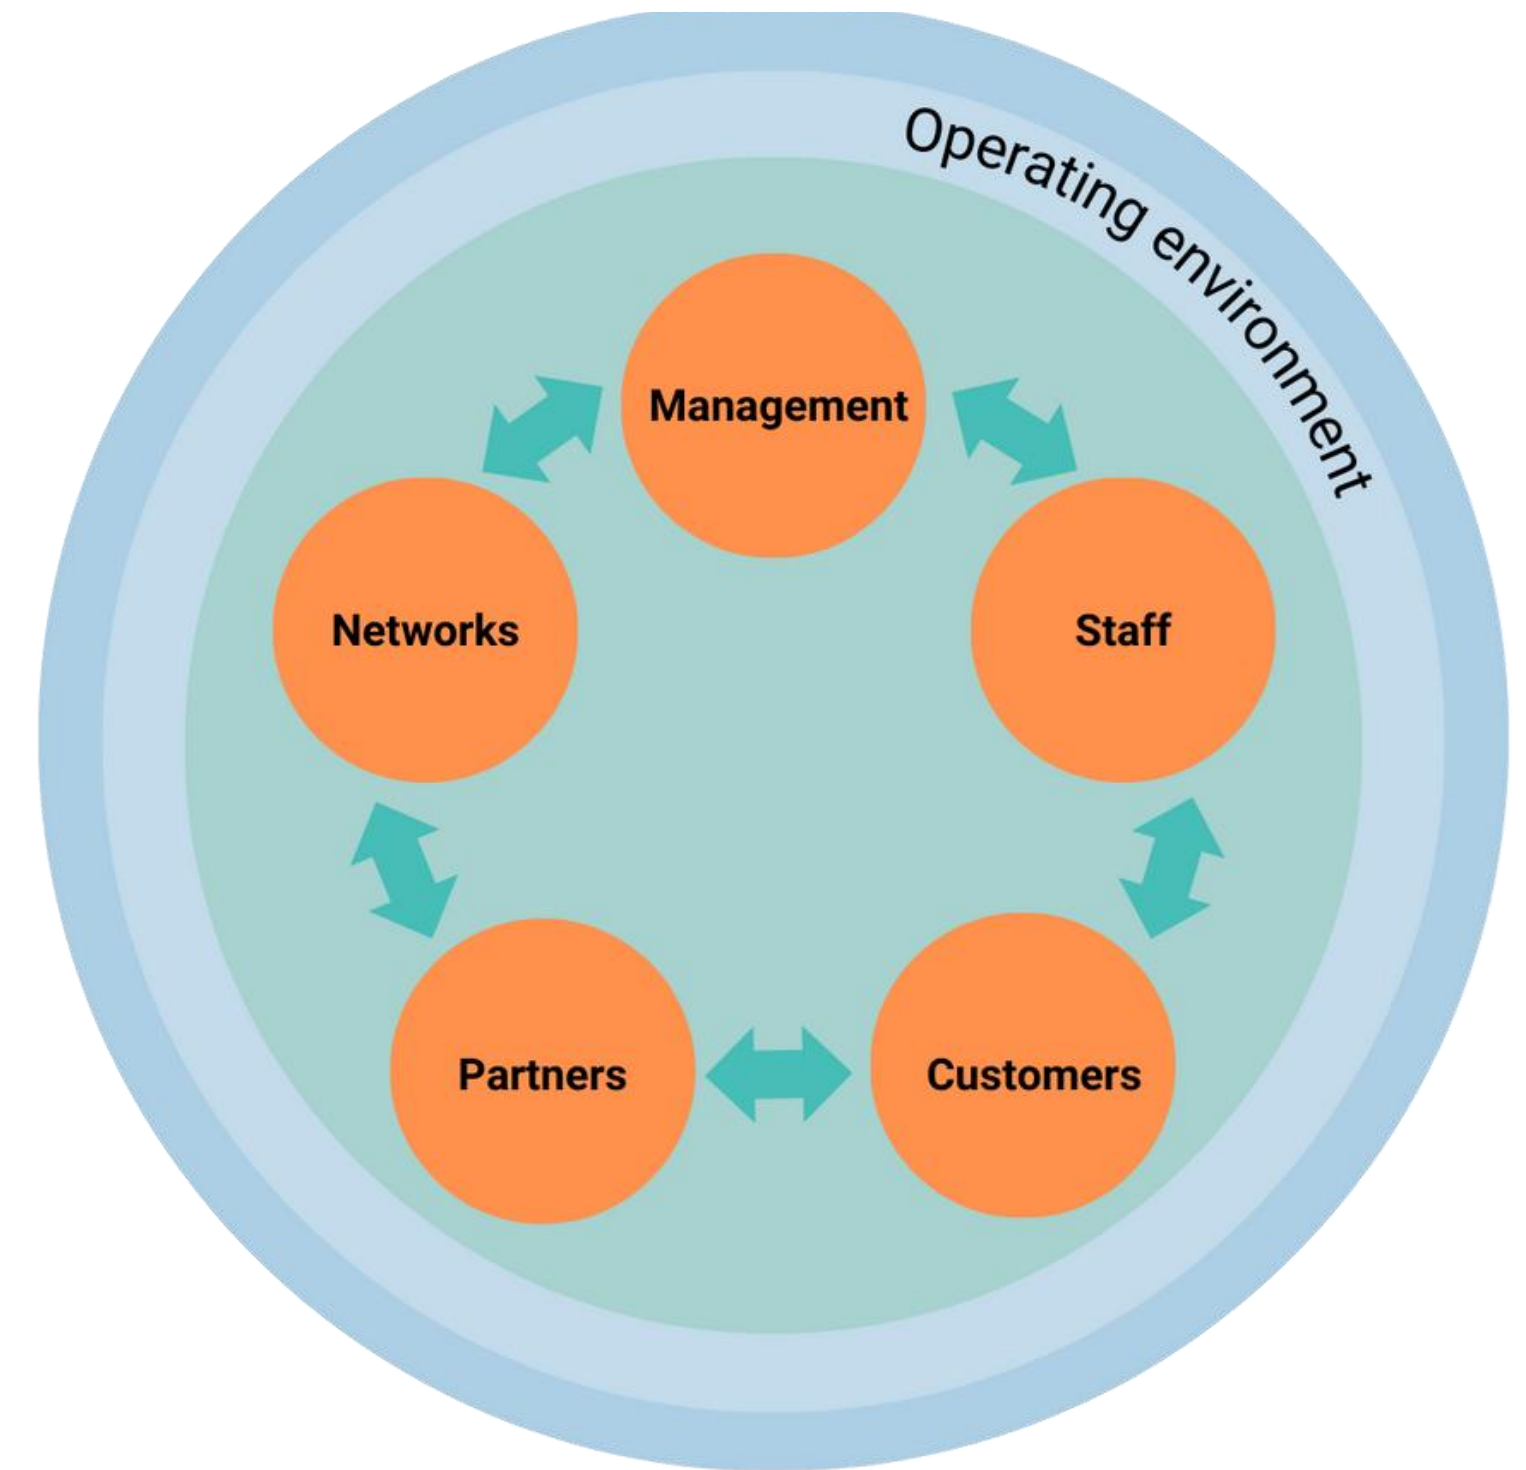 Operating environment
Management
Networks
Staff
Partners
Customers